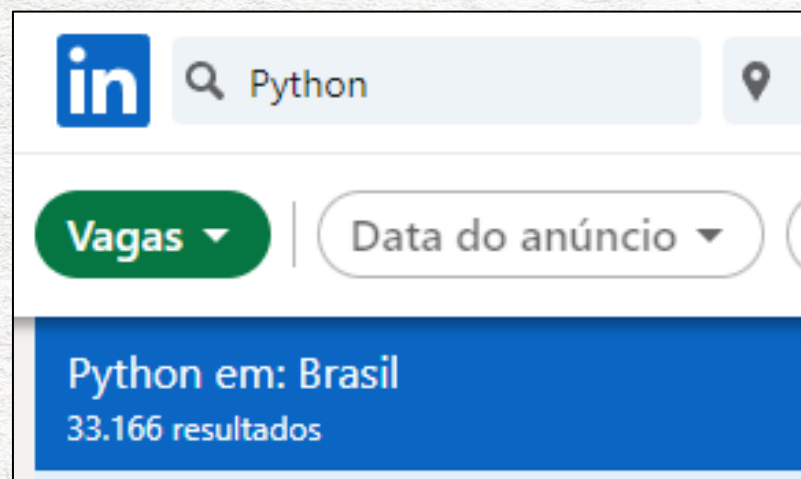 in Python
Vagas Data do anúncio
Python em: Brasil
33.166 resultados